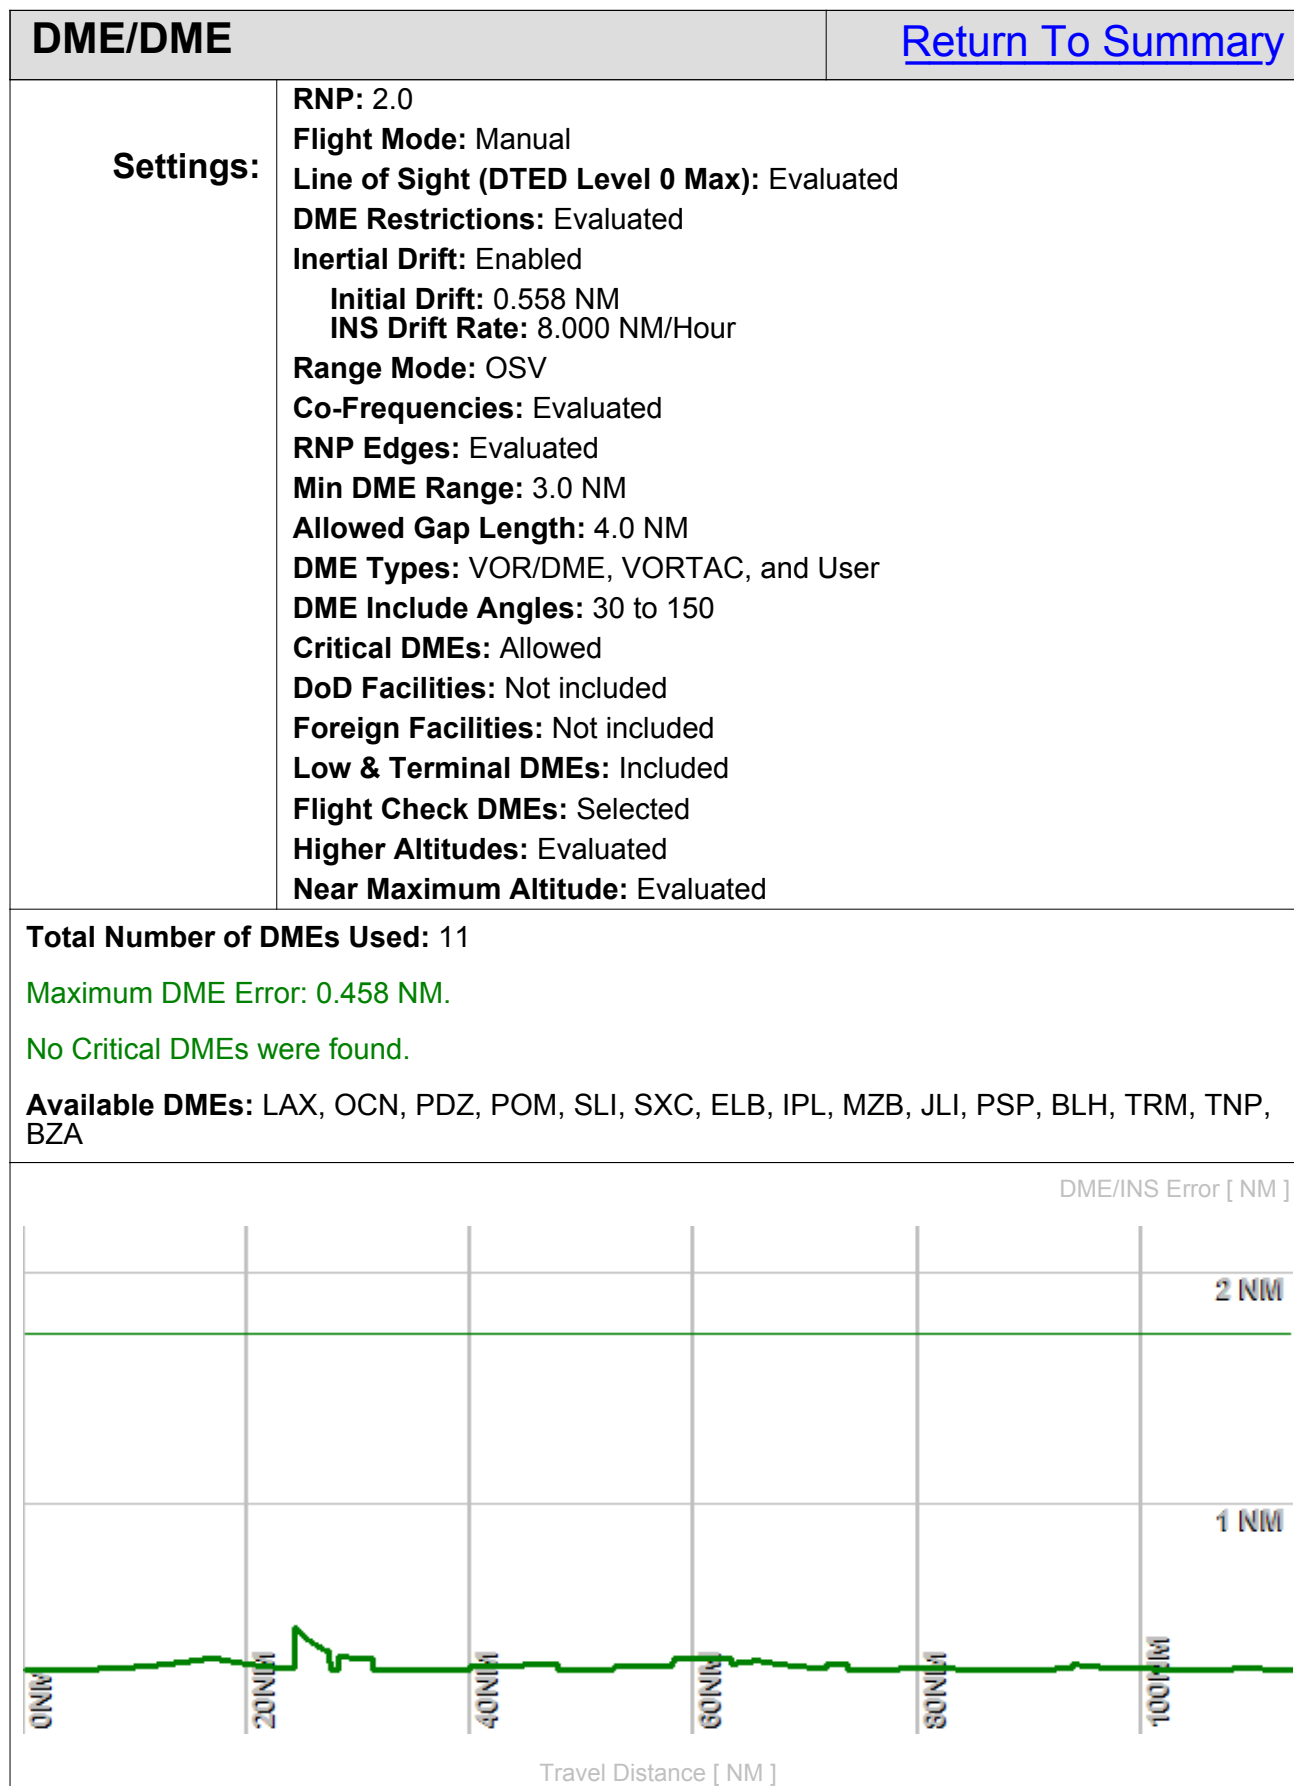 DME/DME
Return To Summary
Settings:
RNP: 2.0
Flight Mode: Manual
Line of Sight (DTED Level 0 Max): Evaluated
DME Restrictions: Evaluated
Inertial Drift: Enabled
Initial Drift: 0.558 NM
INS Drift Rate: 8.000 NM/Hour
Range Mode: OSV
Co-Frequencies: Evaluated
RNP Edges: Evaluated
Min DME Range: 3.0 NM
Allowed Gap Length: 4.0 NM
DME Types: VOR/DME, VORTAC, and User
DME Include Angles: 30 to 150
Critical DMEs: Allowed
DoD Facilities: Not included
Foreign Facilities: Not included
Low & Terminal DMEs: Included
Flight Check DMEs: Selected
Higher Altitudes: Evaluated
Near Maximum Altitude: Evaluated
Total Number of DMEs Used: 11
Maximum DME Error: 0.458 NM.
No Critical DMEs were found.
Available DMEs: LAX, OCN, PDZ, POM, SLI, SXC, ELB, IPL, MZB, JLI, PSP, BLH, TRM, TNP,
BZA
DME/INS Error [ NM ]
2 NM
1 NM
0NM
20NM
40NM
60NM
80NM
100NM
Travel Distance [ NM ]